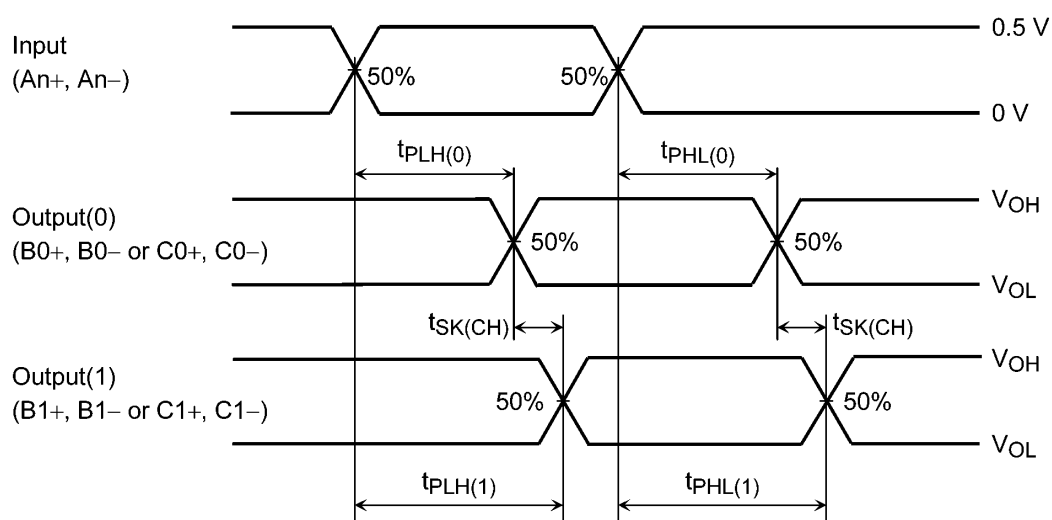 Input
(An+, An−)
50%
50%
0.5 V
0 V
tPLH(0)
tPHL(0)
Output(0)
(B0+, B0− or C0+, C0−)
50%
50%
VOH
VOL
tSK(CH)
tSK(CH)
Output(1)
(B1+, B1− or C1+, C1−)
50%
50%
VOH
VOL
tPLH(1)
tPHL(1)